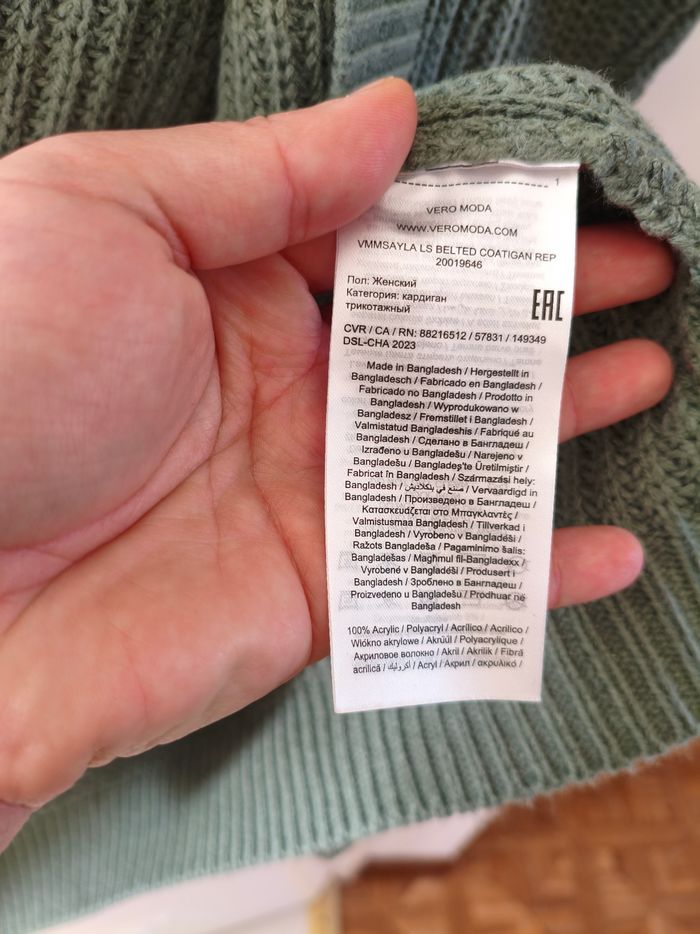 1
VERO MODA
WWW.VEROMODA.COM
VMMSAYLA LS BELTED COATIGAN REP
20019646
Пол: Женский
Категория: кардиган
трикотажный
EAC
CVR / CA / RN: 88216512 / 57831 / 149349
DSL-CHA 2023
Made in Bangladesh / Hergestellt in
Bangladesch / Fabricado en Bangladesh /
Fabricado no Bangladesh / Prodotto in
Bangladesh / Wyprodukowano w
Bangladesz / Fremstillet i Bangladesh /
Valmistatud Bangladeshis / Fabriqué au
Bangladesh / Сделано в Бангладеш /
Izrađeno u Bangladešu / Narejeno v
Bangladešu / Bangladeş'te Üretilmiştir /
Fabricat în Bangladesh / Származási hely:
Bangladesh / صنع في بنكلاديش / Vervaardigd in
Bangladesh / Произведено в Бангладеш /
Κατασκευάζεται στο Μπαγκλαντές /
Valmistusmaa Bangladesh / Tillverkad i
Bangladesh / Vyrobeno v Bangladéši /
Ražots Bangladeša / Pagaminimo šalis:
Bangladešas / Magħmul fil-Bangladexx /
Vyrobené v Bangladéši / Produsert i
Bangladesh / Зроблено в Бангладеш /
Proizvedeno u Bangladešu / Prodhuar në
Bangladesh
100% Acrylic / Polyacryl / Acrílico / Acrilico /
Włókno akrylowe / Akrüül / Polyacrylique /
Акриловое волокно / Akril / Akrilik / Fibră
acrilică / أكروليك / Acryl / Акрил / ακρυλικό /